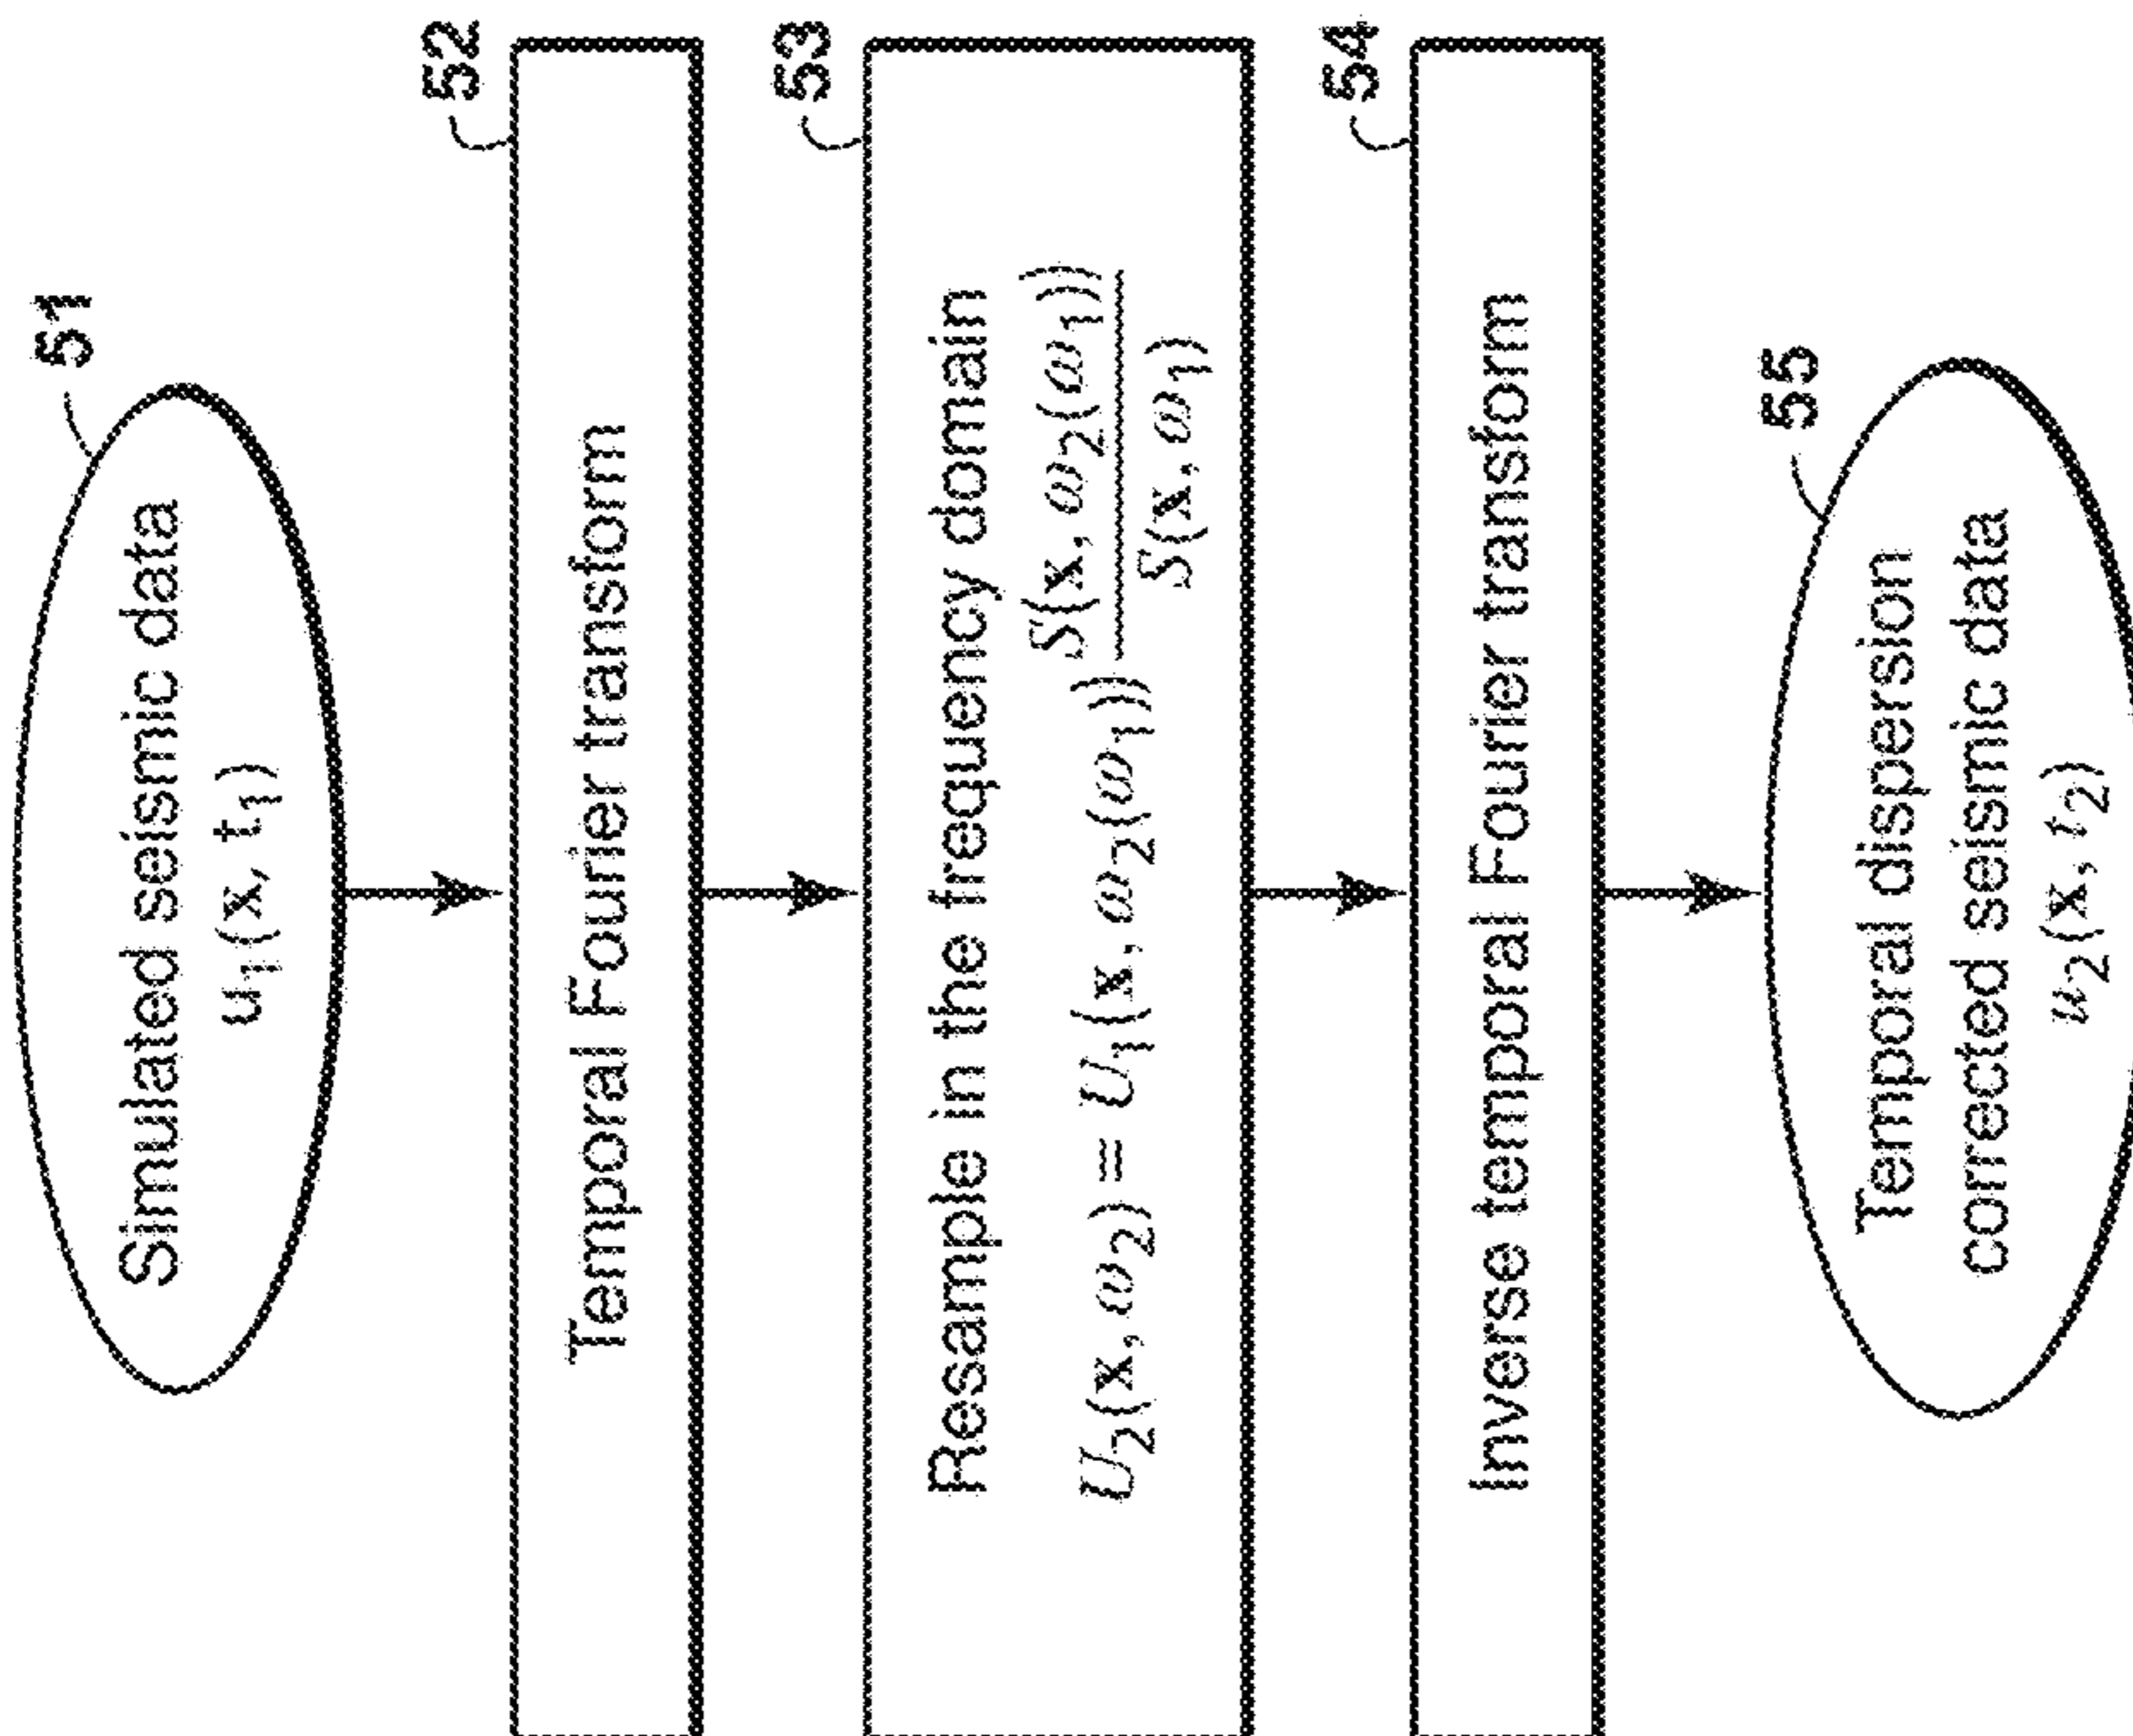 51
Simulated seismic data
u₁(x, t₁)
52
Temporal Fourier transform
53
Resample in the frequency domain
U₂(x, ω₂) = U₁(x, ω₂(ω₁)) S(x, ω₂(ω₁)) / S(x, ω₁)
54
Inverse temporal Fourier transform
55
Temporal dispersion
corrected seismic data
u₂(x, t₂)